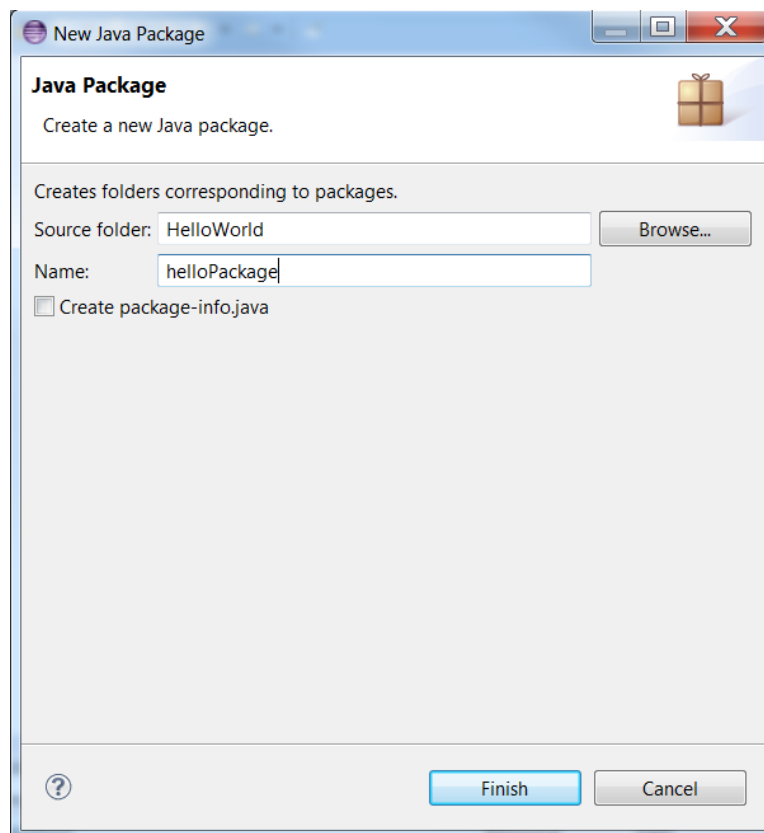 New Java Package
Java Package
Create a new Java package.
Creates folders corresponding to packages.
Source folder: HelloWorld Browse...
Name: helloPackage
Create package-info.java
? Finish Cancel